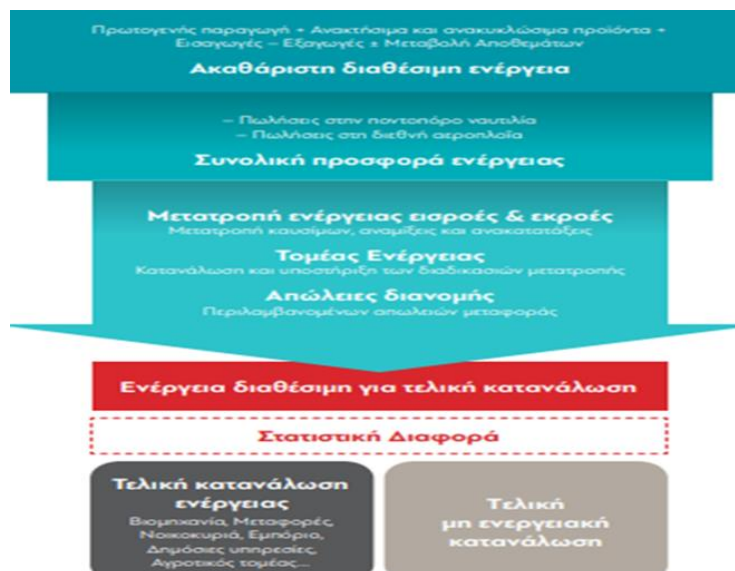 Πρωτογενής παραγωγή + Ανακτήσιμα και ανακυκλώσιμα προϊόντα +
Εισαγωγές – Εξαγωγές ± Μεταβολή Αποθεμάτων
Ακαθάριστη διαθέσιμη ενέργεια
– Πωλήσεις στην ποντοπόρο ναυτιλία
– Πωλήσεις στη διεθνή αεροπλοΐα
Συνολική προσφορά ενέργειας
Μετατροπή ενέργειας εισροές & εκροές
Μετατροπή καυσίμων, αναμίξεις και ανακατατάξεις
Τομέας Ενέργειας
Κατανάλωση και υποστήριξη των διαδικασιών μετατροπής
Απώλειες διανομής
Περιλαμβανομένων απωλειών μεταφοράς
Ενέργεια διαθέσιμη για τελική κατανάλωση
Στατιστική Διαφορά
Τελική κατανάλωση
ενέργειας
Βιομηχανία, Μεταφορές,
Νοικοκυριά, Εμπόριο,
Δημόσιες υπηρεσίες,
Αγροτικός τομέας...
Τελική
μη ενεργειακή
κατανάλωση